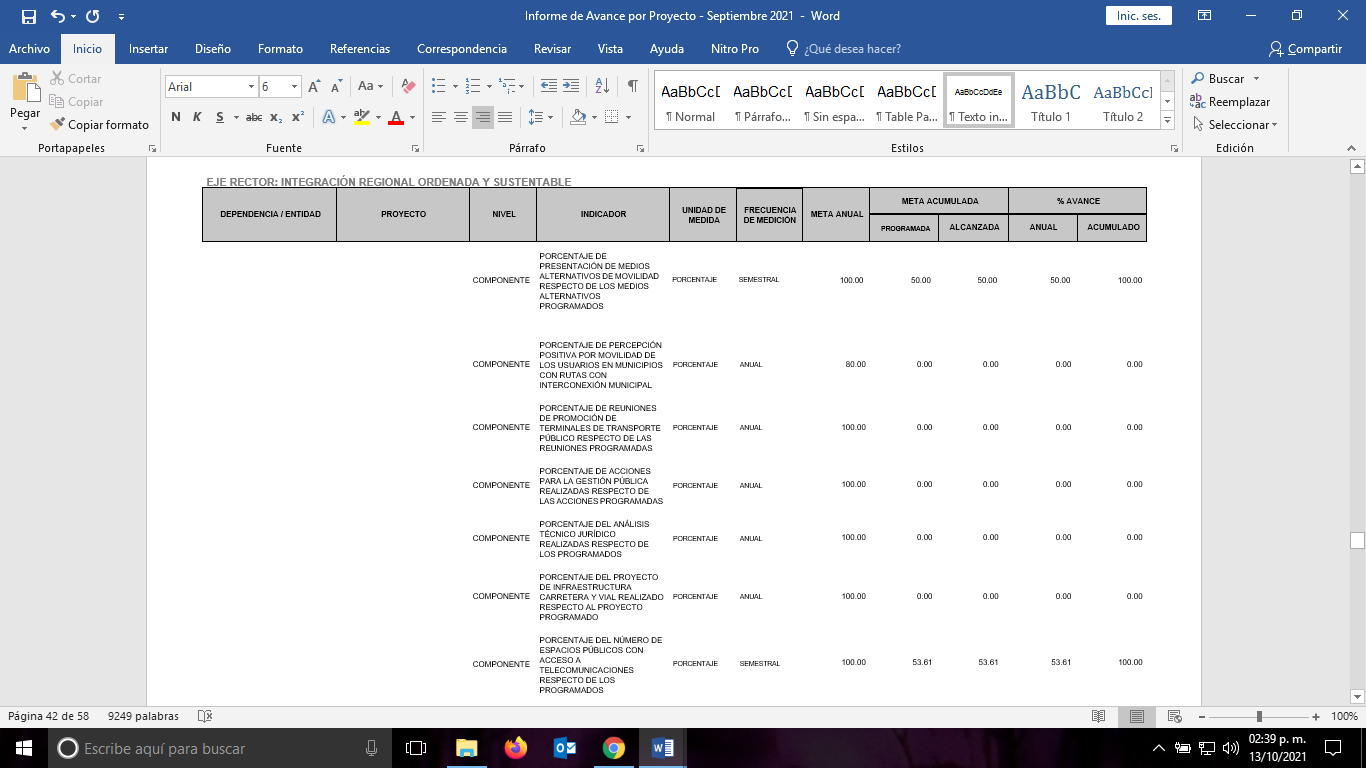 Informe de Avance por Proyecto - Septiembre 2021 - Word
Inic. ses.
Archivo Inicio Insertar Diseño Formato Referencias Correspondencia Revisar Vista Ayuda Nitro Pro ¿Qué desea hacer? Compartir
Pegar
Cortar
Copiar
Copiar formato
Portapapeles
Arial 6
Aa
N K S abc x₂ x²
Fuente
Párrafo
AaBbCcD AaBbCcD AaBbCcD AaBbCcD AaBbCcDdEe AaBbC AaBbCcI
¶ Normal ¶ Párrafo... ¶ Sin espa... ¶ Table Pa... ¶ Texto in... Título 1 Título 2
Estilos
Buscar
Reemplazar
Seleccionar
Edición
EJE RECTOR: INTEGRACIÓN REGIONAL ORDENADA Y SUSTENTABLE
DEPENDENCIA / ENTIDAD
PROYECTO
NIVEL
INDICADOR
UNIDAD DE
MEDIDA
FRECUENCIA
DE MEDICIÓN
META ANUAL
META ACUMULADA
PROGRAMADA
ALCANZADA
% AVANCE
ANUAL
ACUMULADO
COMPONENTE
PORCENTAJE DE
PRESENTACIÓN DE MEDIOS
ALTERNATIVOS DE MOVILIDAD
RESPECTO DE LOS MEDIOS
ALTERNATIVOS
PROGRAMADOS
PORCENTAJE SEMESTRAL 100.00 50.00 50.00 50.00 100.00
COMPONENTE
PORCENTAJE DE PERCEPCIÓN
POSITIVA POR MOVILIDAD DE
LOS USUARIOS EN MUNICIPIOS
CON RUTAS CON
INTERCONEXIÓN MUNICIPAL
PORCENTAJE ANUAL 80.00 0.00 0.00 0.00 0.00
COMPONENTE
PORCENTAJE DE REUNIONES
DE PROMOCIÓN DE
TERMINALES DE TRANSPORTE
PÚBLICO RESPECTO DE LAS
REUNIONES PROGRAMADAS
PORCENTAJE ANUAL 100.00 0.00 0.00 0.00 0.00
COMPONENTE
PORCENTAJE DE ACCIONES
PARA LA GESTIÓN PÚBLICA
REALIZADAS RESPECTO DE
LAS ACCIONES PROGRAMADAS
PORCENTAJE ANUAL 100.00 0.00 0.00 0.00 0.00
COMPONENTE
PORCENTAJE DEL ANÁLISIS
TÉCNICO JURÍDICO
REALIZADAS RESPECTO DE
LOS PROGRAMADOS
PORCENTAJE ANUAL 100.00 0.00 0.00 0.00 0.00
COMPONENTE
PORCENTAJE DEL PROYECTO
DE INFRAESTRUCTURA
CARRETERA Y VIAL REALIZADO
RESPECTO AL PROYECTO
PROGRAMADO
PORCENTAJE ANUAL 100.00 0.00 0.00 0.00 0.00
COMPONENTE
PORCENTAJE DEL NÚMERO DE
ESPACIOS PÚBLICOS CON
ACCESO A
TELECOMUNICACIONES
RESPECTO DE LOS
PROGRAMADOS
PORCENTAJE SEMESTRAL 100.00 53.61 53.61 53.61 100.00
Página 42 de 58 9249 palabras 100%
Escribe aquí para buscar
02:39 p. m.
13/10/2021